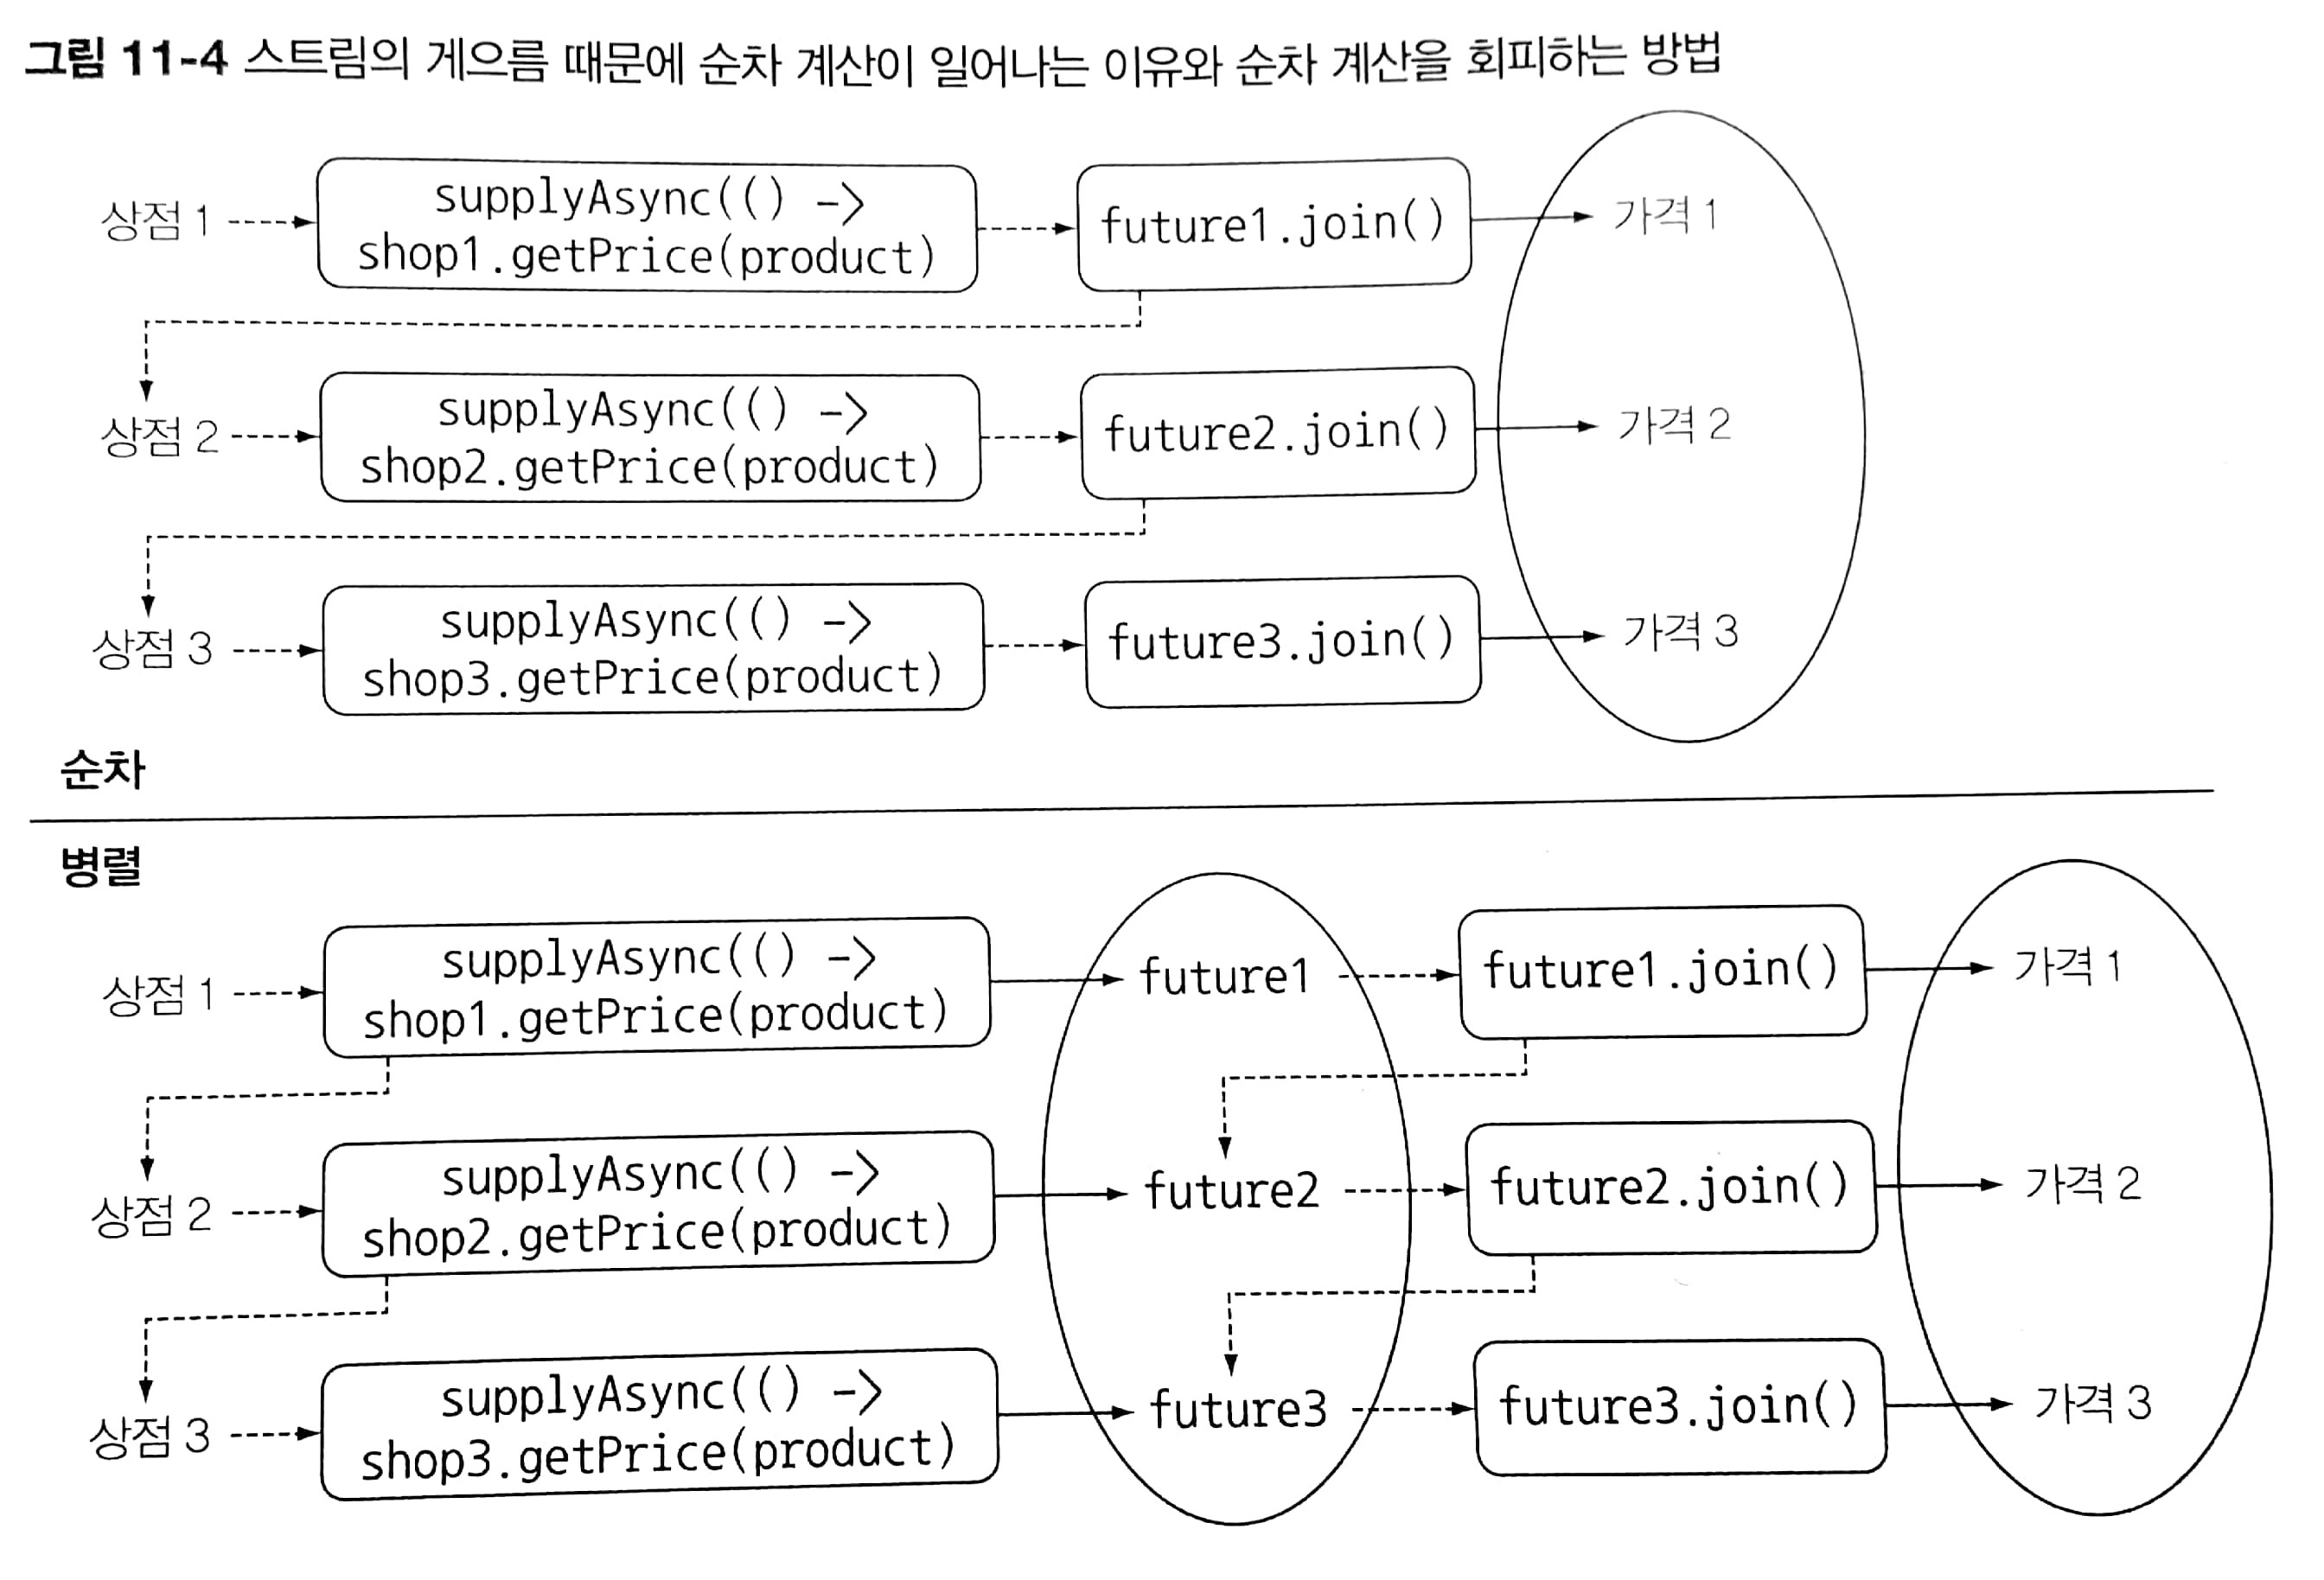 그림 11-4 스트림의 게으름 때문에 순차 계산이 일어나는 이유와 순차 계산을 회피하는 방법
상점 1
supplyAsync(() ->
shop1.getPrice(product)
future1.join()
가격 1
상점 2
supplyAsync(() ->
shop2.getPrice(product)
future2.join()
가격 2
상점 3
supplyAsync(() ->
shop3.getPrice(product)
future3.join()
가격 3
순차
병렬
상점 1
supplyAsync(() ->
shop1.getPrice(product)
future1
future1.join()
가격 1
상점 2
supplyAsync(() ->
shop2.getPrice(product)
future2
future2.join()
가격 2
상점 3
supplyAsync(() ->
shop3.getPrice(product)
future3
future3.join()
가격 3